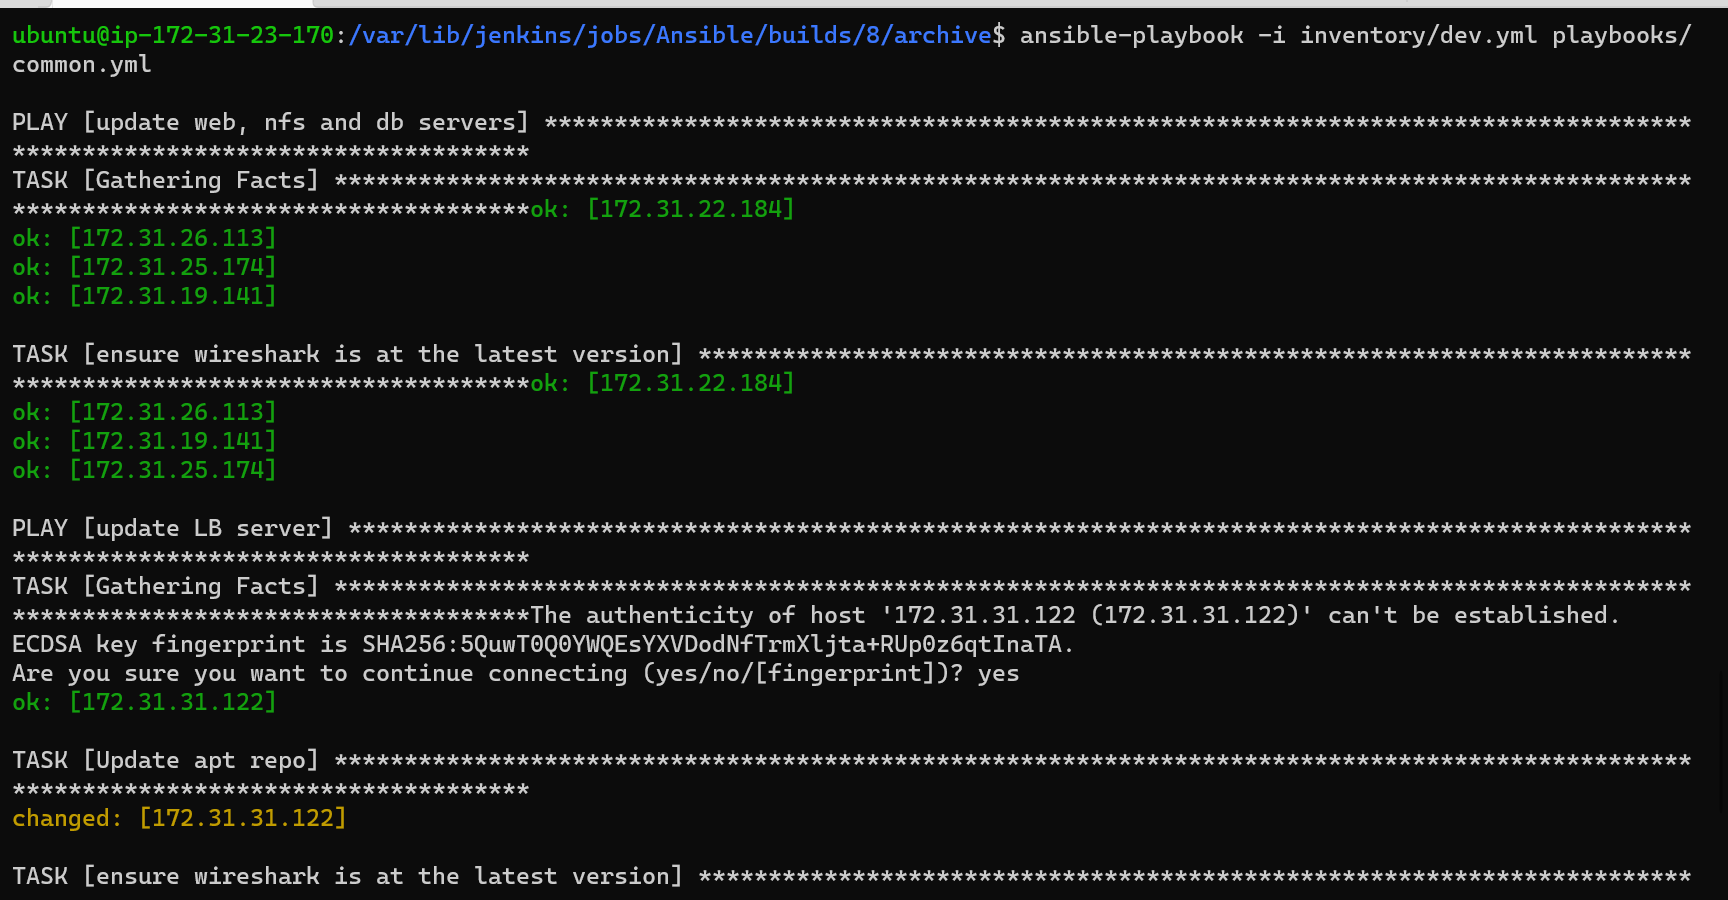 ubuntu@ip-172-31-23-170:/var/lib/jenkins/jobs/Ansible/builds/8/archive$ ansible-playbook -i inventory/dev.yml playbooks/
common.yml
PLAY [update web, nfs and db servers] **********************************************************************************
*************************************
TASK [Gathering Facts] *************************************************************************************************
*************************************ok: [172.31.22.184]
ok: [172.31.26.113]
ok: [172.31.25.174]
ok: [172.31.19.141]
TASK [ensure wireshark is at the latest version] ***********************************************************************
*************************************ok: [172.31.22.184]
ok: [172.31.26.113]
ok: [172.31.19.141]
ok: [172.31.25.174]
PLAY [update LB server] ************************************************************************************************
*************************************
TASK [Gathering Facts] *************************************************************************************************
*************************************The authenticity of host '172.31.31.122 (172.31.31.122)' can't be established.
ECDSA key fingerprint is SHA256:5QuwT0Q0YWQEsYXVDodNfTrmXljta+RUp0z6qtInaTA.
Are you sure you want to continue connecting (yes/no/[fingerprint])? yes
ok: [172.31.31.122]
TASK [Update apt repo] *************************************************************************************************
*************************************
changed: [172.31.31.122]
TASK [ensure wireshark is at the latest version] ***********************************************************************